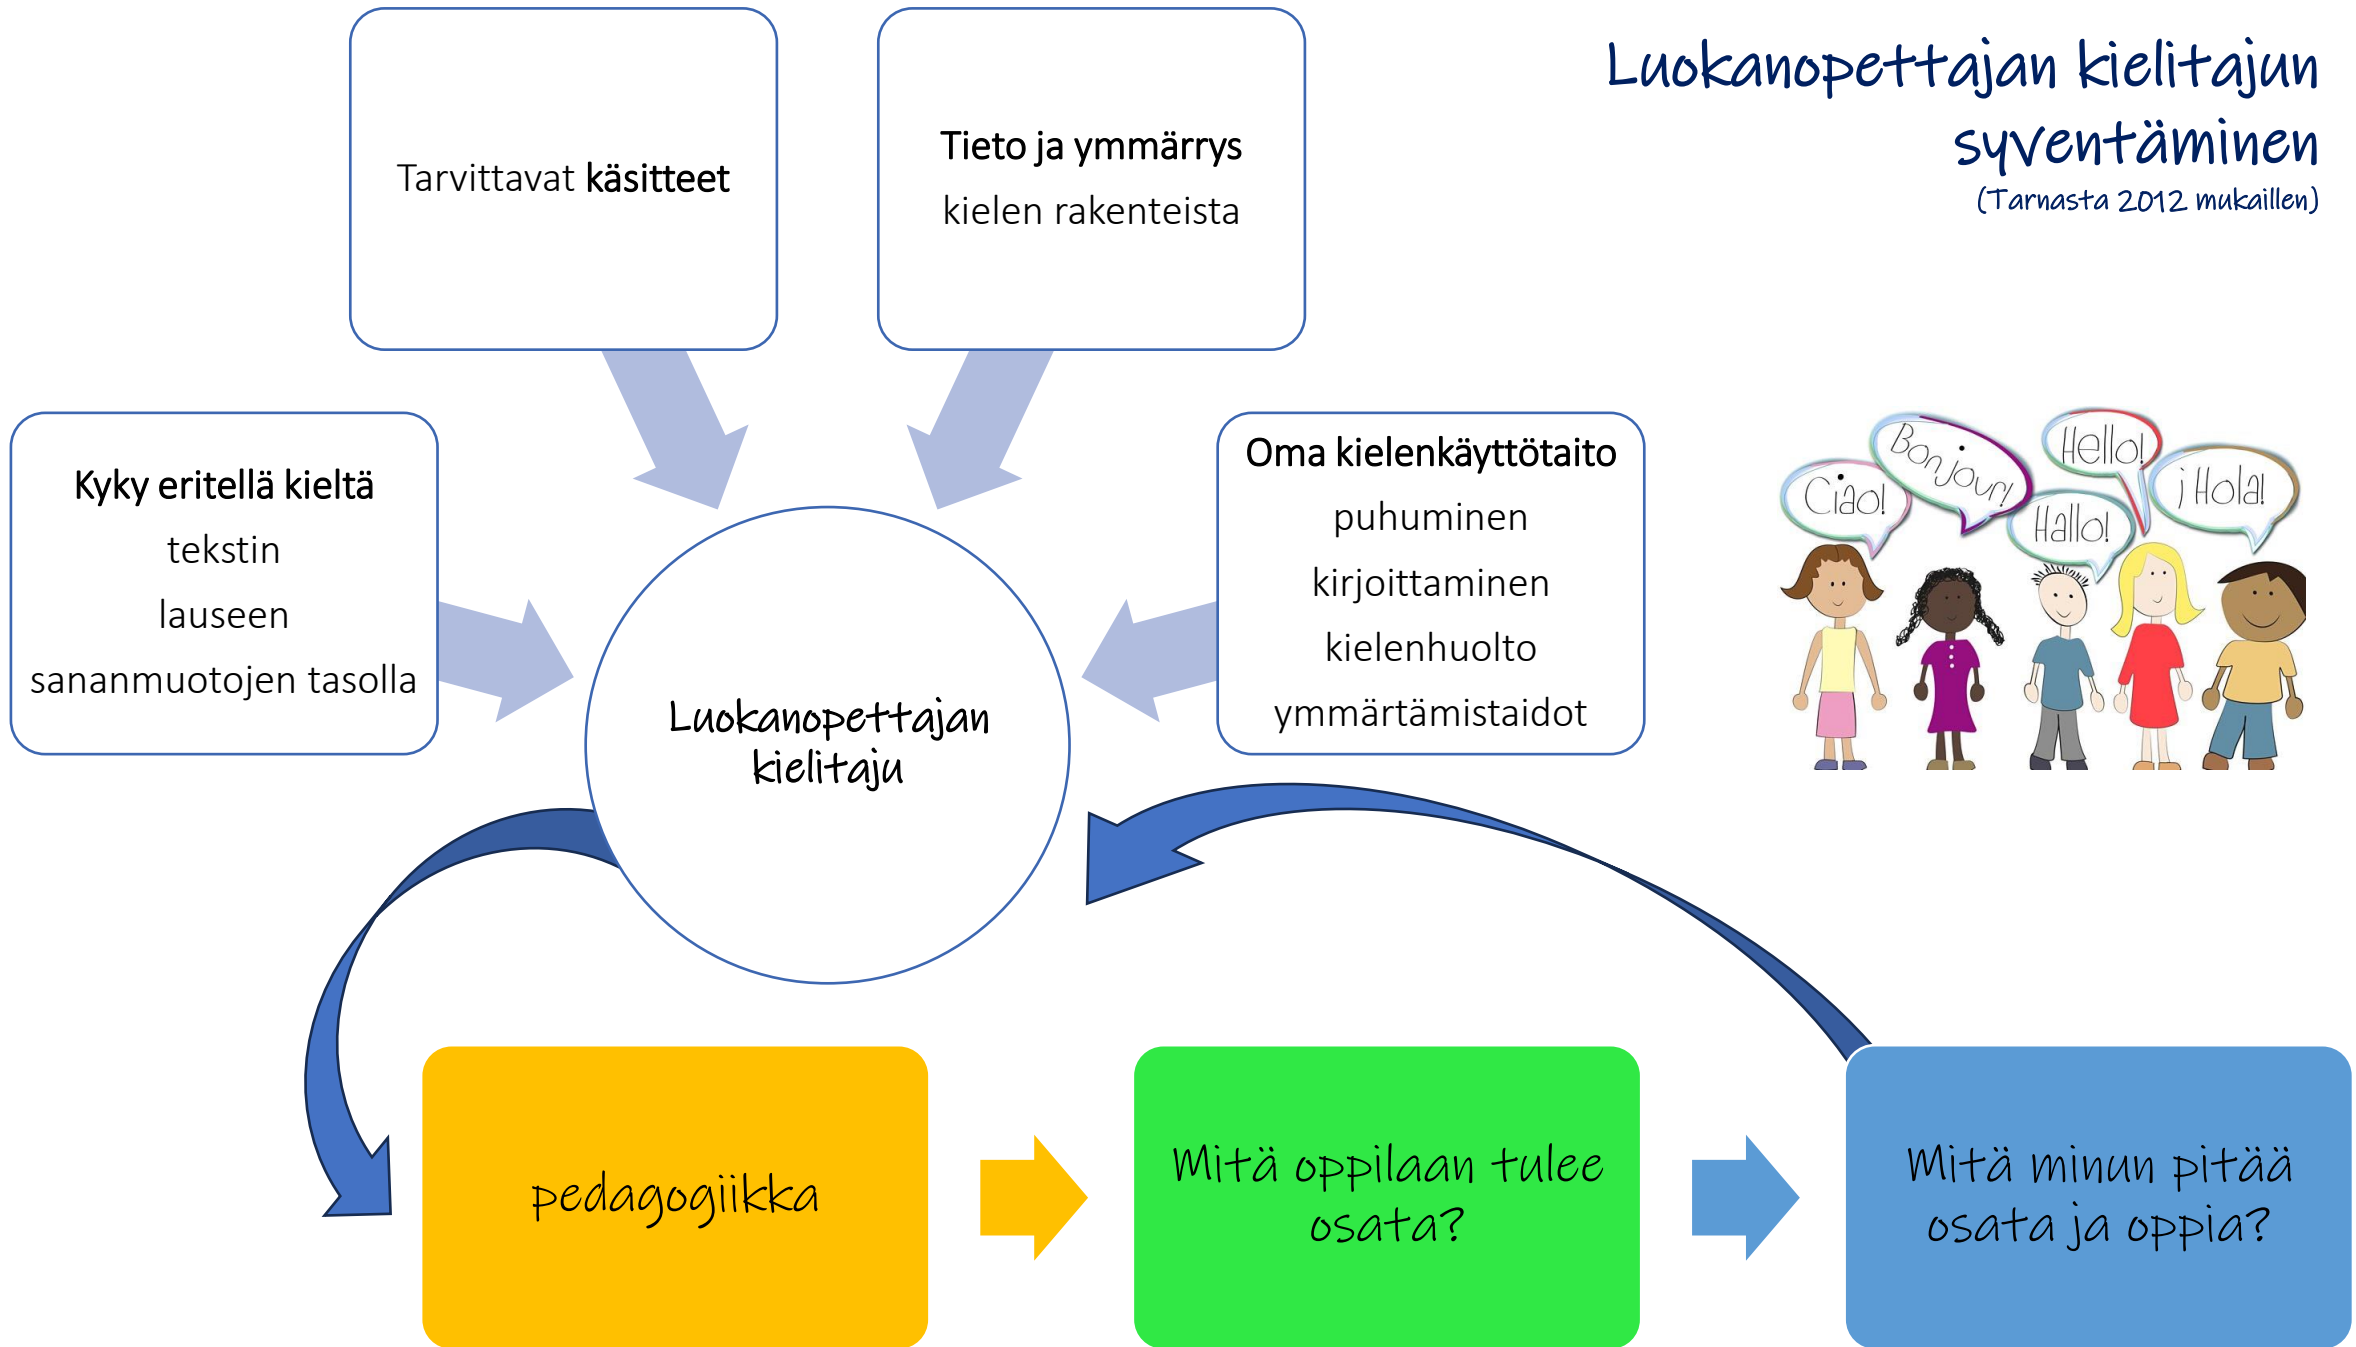 Luokanopettajan kielitajun
syventäminen
(Tarnasta 2012 mukaillen)
Tarvittavat käsitteet
Tieto ja ymmärrys
kielen rakenteista
Kyky eritellä kieltä
tekstin
lauseen
sananmuotojen tasolla
Oma kielenkäyttötaito
puhuminen
kirjoittaminen
kielenhuolto
ymmärtämistaidot
Ciao!
Bonjour!
Hello!
Hallo!
¡Hola!
Luokanopettajan
kielitaju
pedagogiikka
Mitä oppilaan tulee
osata?
Mitä minun pitää
osata ja oppia?